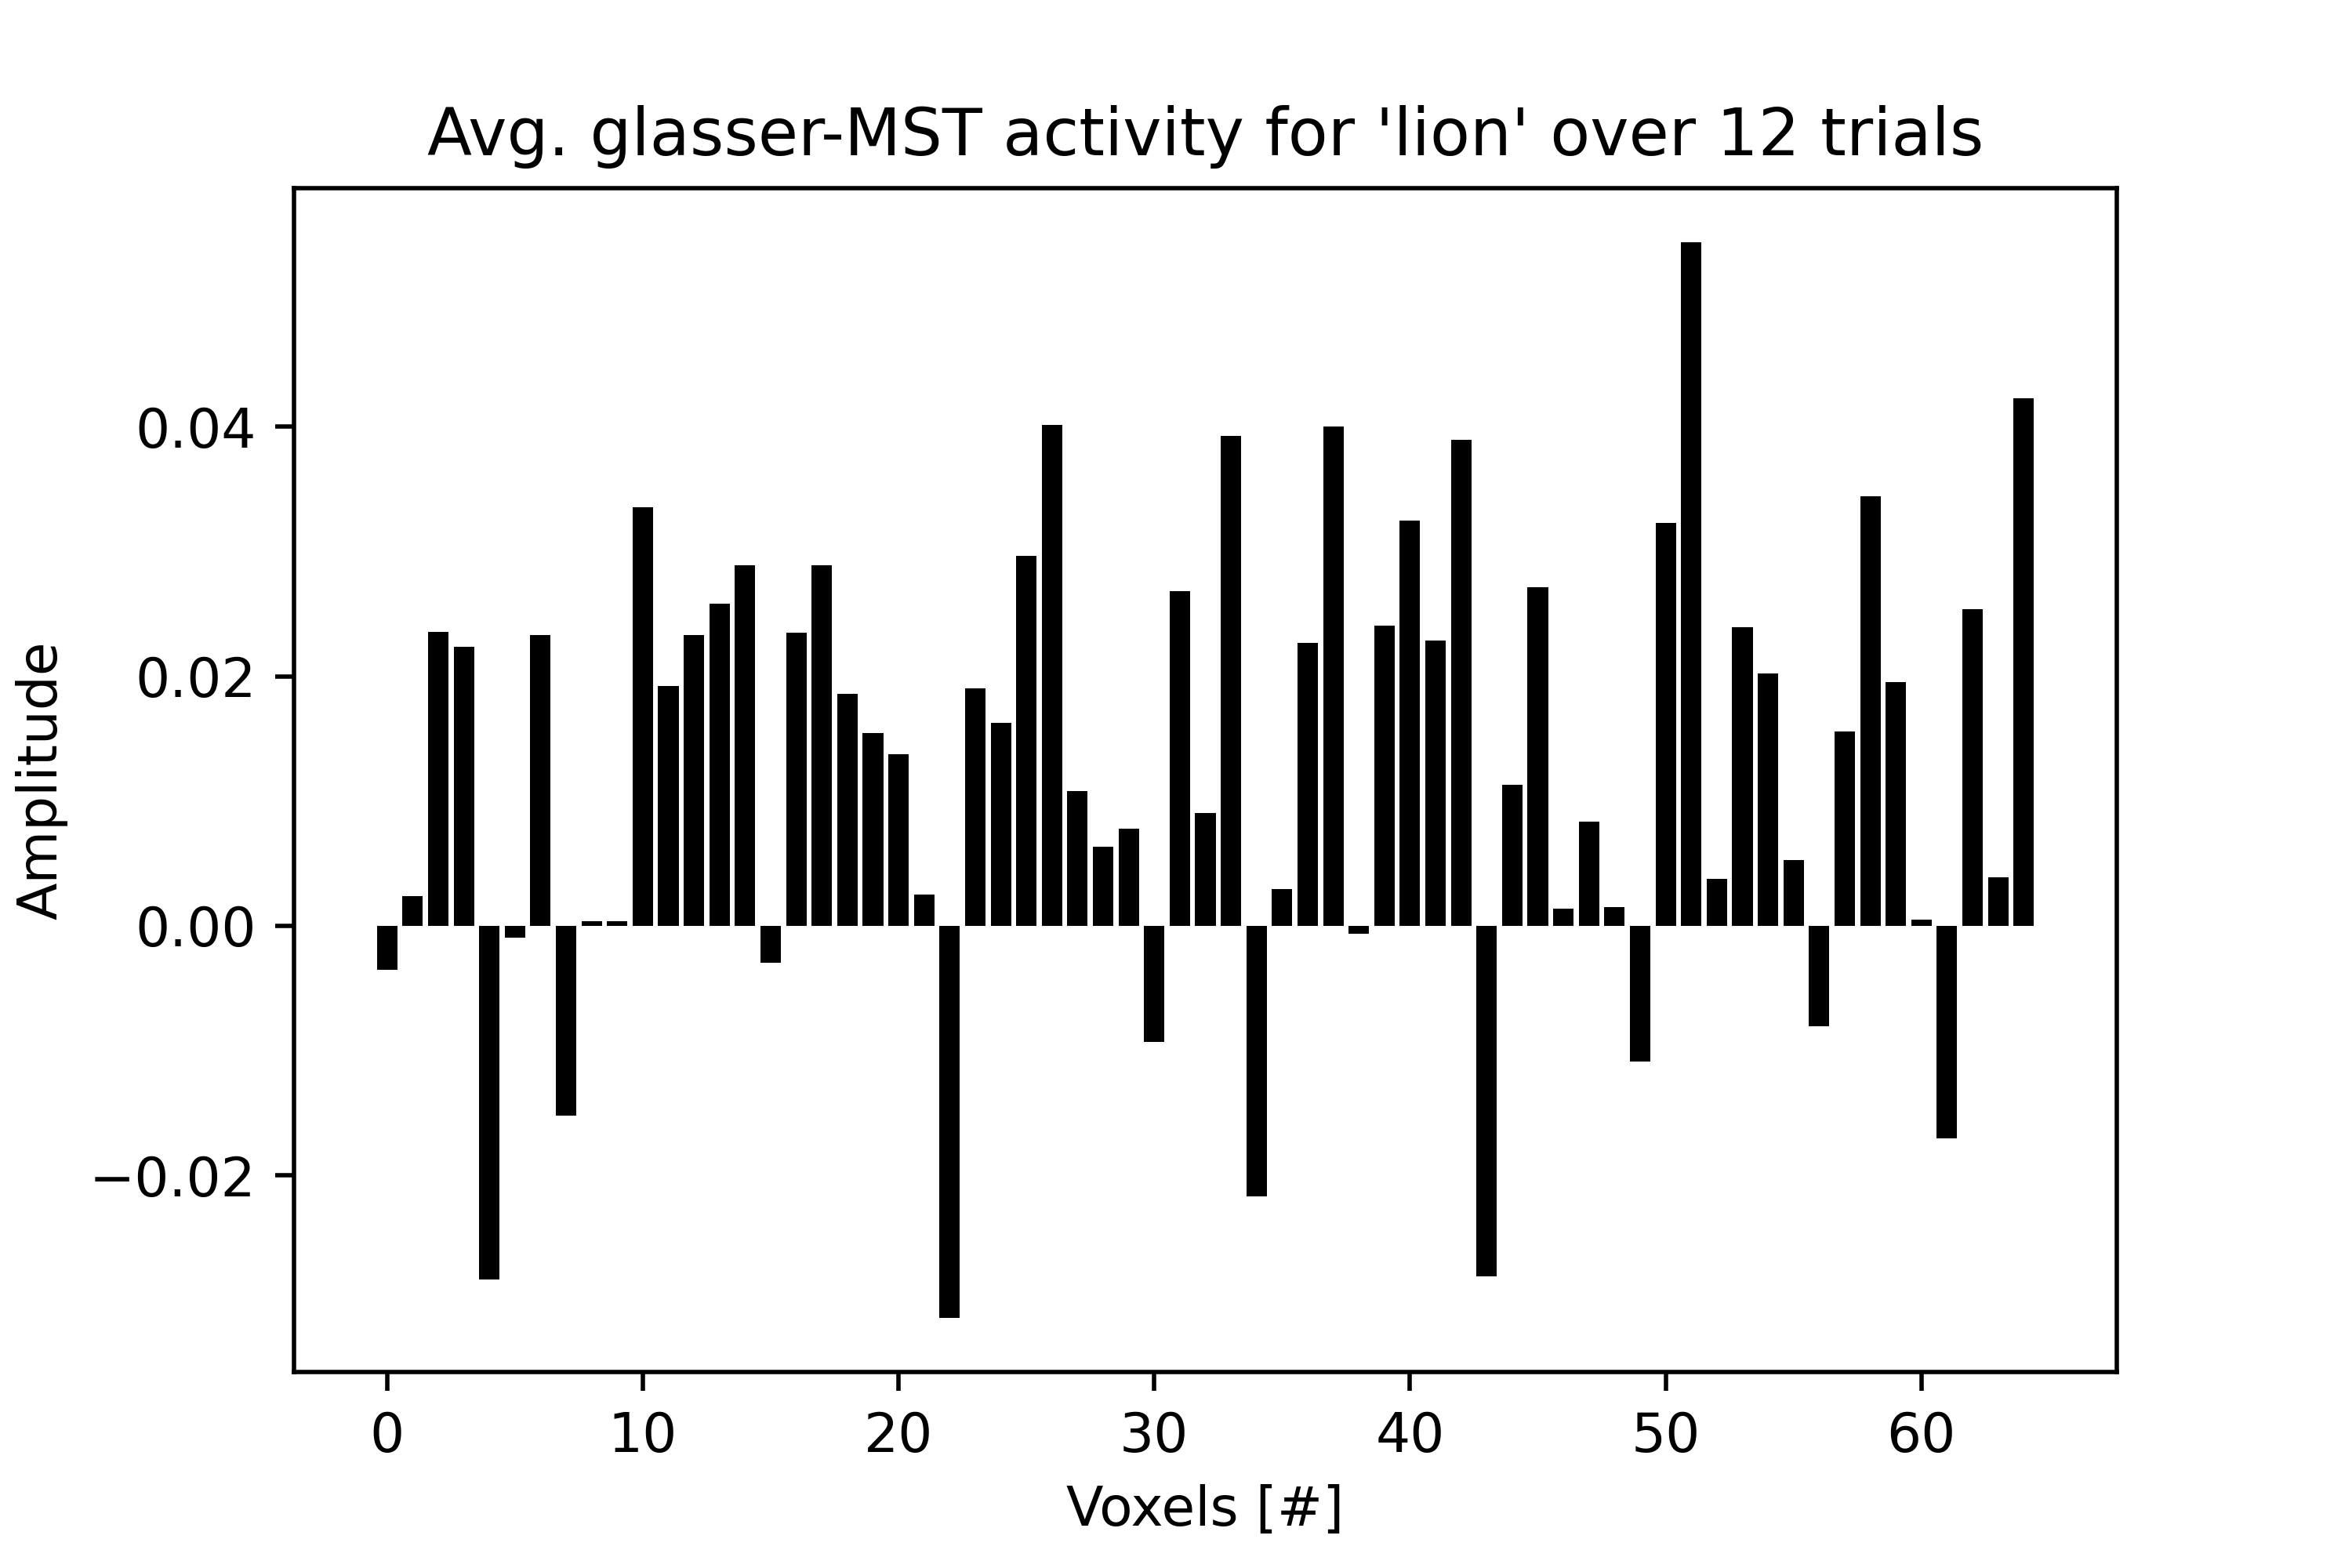 Avg. glasser-MST activity for 'lion' over 12 trials
Amplitude
0.04
0.02
0.00
−0.02
0 10 20 30 40 50 60
Voxels [#]